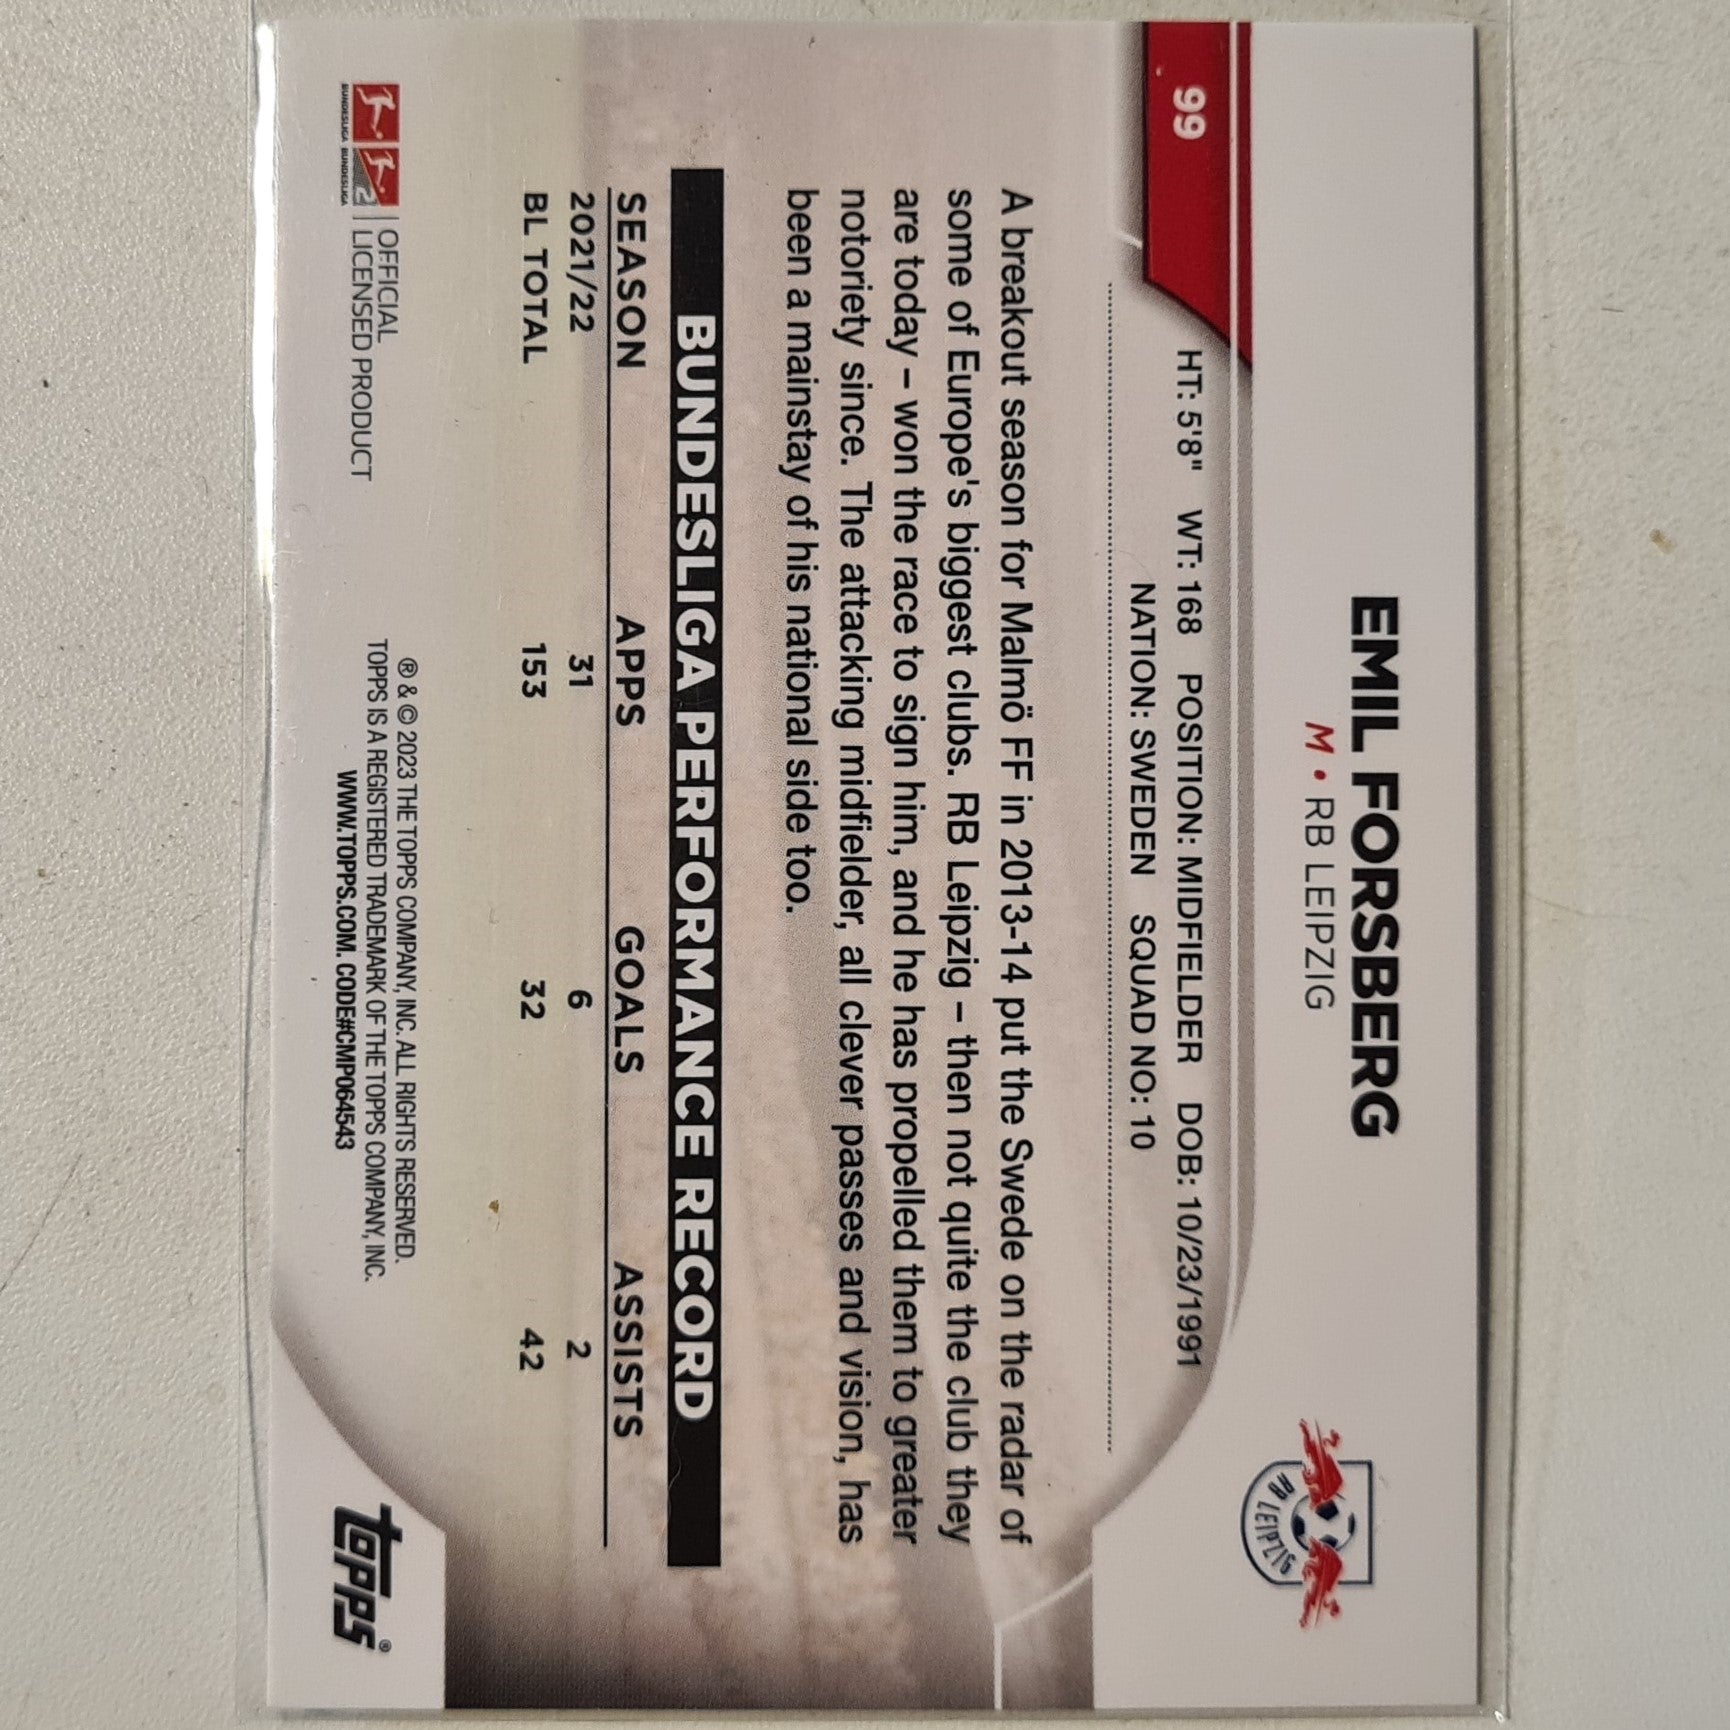 99
EMIL FORSBERG
M • RB LEIPZIG
RB LEIPZIG
HT: 5'8" WT: 168 POSITION: MIDFIELDER DOB: 10/23/1991
NATION: SWEDEN SQUAD NO: 10
A breakout season for Malmö FF in 2013-14 put the Swede on the radar of
some of Europe's biggest clubs. RB Leipzig – then not quite the club they
are today – won the race to sign him, and he has propelled them to greater
notoriety since. The attacking midfielder, all clever passes and vision, has
been a mainstay of his national side too.
BUNDESLIGA PERFORMANCE RECORD
SEASON APPS GOALS ASSISTS
2021/22 31 6 2
BL TOTAL 153 32 42
BUNDESLIGA BUNDESLIGA
2
OFFICIAL
LICENSED PRODUCT
® & © 2023 THE TOPPS COMPANY, INC. ALL RIGHTS RESERVED.
TOPPS IS A REGISTERED TRADEMARK OF THE TOPPS COMPANY, INC.
WWW.TOPPS.COM. CODE#CMP064543
topps®